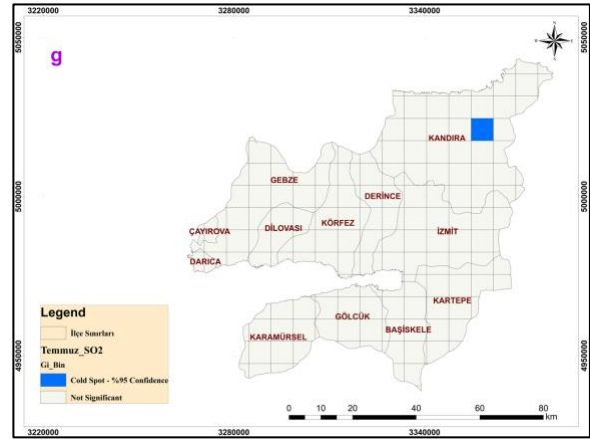 3220000 3280000 3340000
5050000 5050000
g
KANDIRA
GEBZE
DERİNCE
5000000 5000000
KÖRFEZ
DİLOVASI
ÇAYIROVA
İZMİT
DARICA
KARTEPE
GÖLCÜK
BAŞİSKELE
KARAMÜRSEL
Legend
İlçe Sınırları
Temmuz_SO2
Gi_Bin
Cold Spot - %95 Confidence
Not Significant
4950000 4950000
0 5 10 20 40 60 80
km
3220000 3280000 3340000